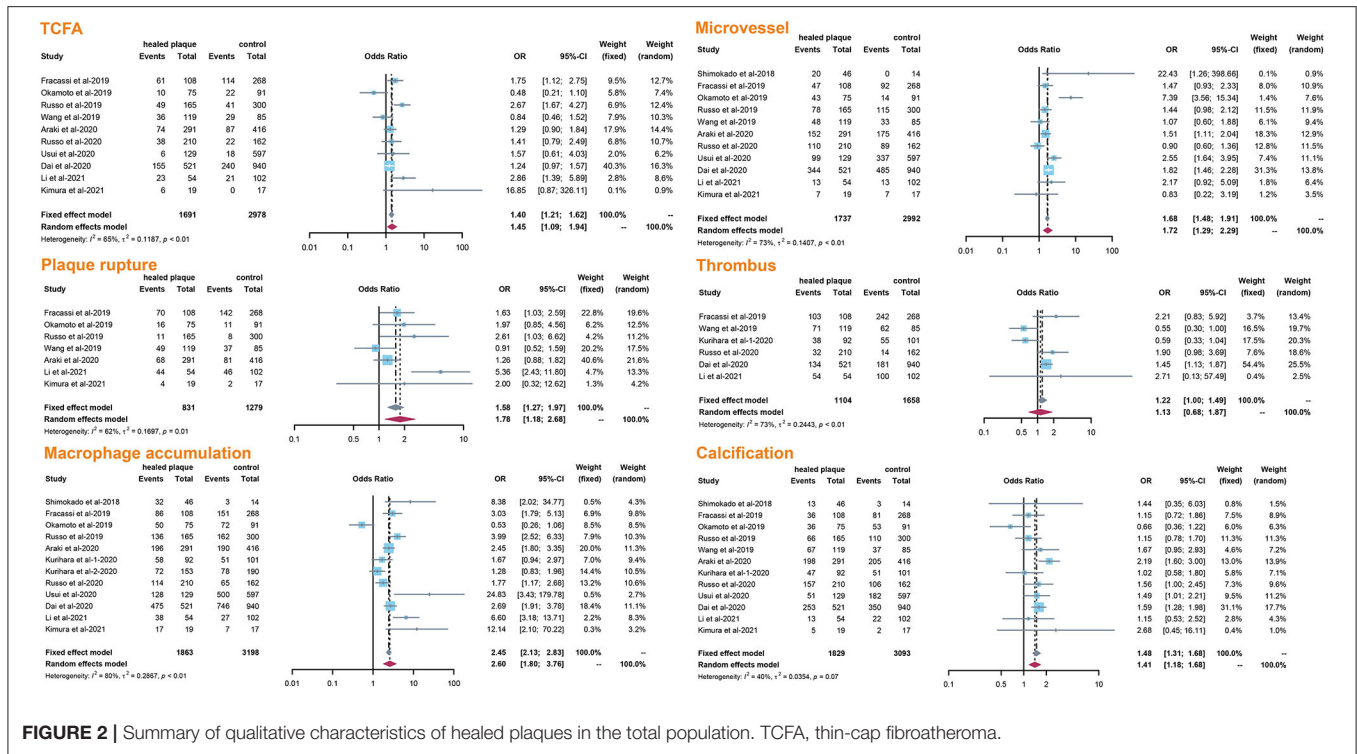 TCFA
healed plaque control Weight Weight
Study Events Total Events Total Odds Ratio OR 95%-CI (fixed) (random)
Fracassi et al-2019 61 108 114 268 1.75 [1.12; 2.75] 9.5% 12.7%
Okamoto et al-2019 10 75 22 91 0.48 [0.21; 1.10] 5.8% 7.4%
Russo et al-2019 49 165 41 300 2.67 [1.67; 4.27] 6.9% 12.4%
Wang et al-2019 36 119 29 85 0.84 [0.46; 1.52] 7.9% 10.3%
Araki et al-2020 74 291 87 416 1.29 [0.90; 1.84] 17.9% 14.4%
Russo et al-2020 38 210 22 162 1.41 [0.79; 2.49] 6.8% 10.7%
Usui et al-2020 6 129 18 597 1.57 [0.61; 4.03] 2.0% 6.2%
Dai et al-2020 155 521 240 940 1.24 [0.97; 1.57] 40.3% 16.3%
Li et al-2021 23 54 21 102 2.86 [1.39; 5.89] 2.8% 8.6%
Kimura et al-2021 6 19 0 17 16.85 [0.87; 326.11] 0.1% 0.9%
Fixed effect model 1691 2978 1.40 [1.21; 1.62] 100.0% --
Random effects model 1.45 [1.09; 1.94] -- 100.0%
Heterogeneity: I² = 65%, τ² = 0.1187, p < 0.01
0.1 1 10 100
Plaque rupture
healed plaque control Weight Weight
Study Events Total Events Total Odds Ratio OR 95%-CI (fixed) (random)
Fracassi et al-2019 70 108 142 268 1.63 [1.03; 2.59] 22.8% 19.6%
Okamoto et al-2019 16 75 11 91 1.97 [0.85; 4.56] 6.2% 12.5%
Russo et al-2019 11 165 8 300 2.61 [1.03; 6.62] 4.2% 11.2%
Wang et al-2019 49 119 37 85 0.91 [0.52; 1.59] 20.2% 17.5%
Araki et al-2020 68 291 81 416 1.26 [0.88; 1.82] 40.6% 21.6%
Li et al-2021 44 54 46 102 5.36 [2.43; 11.80] 4.7% 13.3%
Kimura et al-2021 4 19 2 17 2.00 [0.32; 12.62] 1.3% 4.2%
Fixed effect model 831 1279 1.58 [1.27; 1.97] 100.0% --
Random effects model 1.78 [1.18; 2.68] -- 100.0%
Heterogeneity: I² = 62%, τ² = 0.1697, p = 0.01
0.1 0.5 1 2 10
Macrophage accumulation
healed plaque control Weight Weight
Study Events Total Events Total Odds Ratio OR 95%-CI (fixed) (random)
Shimokado et al-2018 32 46 3 14 8.38 [2.02; 34.77] 0.5% 4.3%
Fracassi et al-2019 86 108 151 268 3.03 [1.79; 5.13] 6.9% 9.8%
Okamoto et al-2019 50 75 72 91 0.53 [0.26; 1.06] 8.5% 8.5%
Russo et al-2019 136 165 162 300 3.99 [2.52; 6.33] 7.9% 10.3%
Araki et al-2020 196 291 190 416 2.45 [1.80; 3.35] 20.0% 11.3%
Kurihara et al-1-2020 58 92 51 101 1.67 [0.94; 2.97] 7.0% 9.4%
Kurihara et al-2-2020 72 153 78 190 1.28 [0.83; 1.96] 14.4% 10.5%
Russo et al-2020 114 210 65 162 1.77 [1.17; 2.68] 13.2% 10.6%
Usui et al-2020 128 129 500 597 24.83 [3.43; 179.78] 0.5% 2.7%
Dai et al-2020 475 521 746 940 2.69 [1.91; 3.78] 18.4% 11.1%
Li et al-2021 38 54 27 102 6.60 [3.18; 13.71] 2.2% 8.3%
Kimura et al-2021 17 19 7 17 12.14 [2.10; 70.22] 0.3% 3.2%
Fixed effect model 1863 3198 2.45 [2.13; 2.83] 100.0% --
Random effects model 2.60 [1.80; 3.76] -- 100.0%
Heterogeneity: I² = 80%, τ² = 0.2867, p < 0.01
0.1 1 10 100
Microvessel
healed plaque control Weight Weight
Study Events Total Events Total Odds Ratio OR 95%-CI (fixed) (random)
Shimokado et al-2018 20 46 0 14 22.43 [1.26; 398.66] 0.1% 0.9%
Fracassi et al-2019 47 108 92 268 1.47 [0.93; 2.33] 8.0% 10.9%
Okamoto et al-2019 43 75 14 91 7.39 [3.56; 15.34] 1.4% 7.6%
Russo et al-2019 78 165 115 300 1.44 [0.98; 2.12] 11.1% 12.2%
Wang et al-2019 48 119 33 85 1.07 [0.60; 1.88] 6.1% 9.4%
Araki et al-2020 152 291 175 416 1.51 [1.11; 2.04] 18.3% 12.9%
Russo et al-2020 110 210 89 162 0.90 [0.60; 1.36] 12.8% 11.5%
Usui et al-2020 99 129 337 597 2.55 [1.64; 3.95] 7.4% 11.1%
Dai et al-2020 344 521 485 940 1.82 [1.46; 2.28] 31.3% 13.8%
Li et al-2021 13 54 13 102 2.17 [0.92; 5.09] 1.8% 6.4%
Kimura et al-2021 7 19 7 17 0.83 [0.22; 3.19] 1.2% 3.5%
Fixed effect model 1737 2992 1.68 [1.48; 1.91] 100.0% --
Random effects model 1.72 [1.29; 2.29] -- 100.0%
Heterogeneity: I² = 73%, τ² = 0.1407, p < 0.01
0.01 0.1 1 10 100
Thrombus
healed plaque control Weight Weight
Study Events Total Events Total Odds Ratio OR 95%-CI (fixed) (random)
Fracassi et al-2019 103 108 242 268 2.21 [0.83; 5.92] 3.7% 13.4%
Wang et al-2019 71 119 62 85 0.55 [0.30; 1.00] 16.5% 19.7%
Kurihara et al-1-2020 38 92 55 101 0.59 [0.33; 1.04] 17.5% 20.3%
Russo et al-2020 32 210 14 162 1.90 [0.98; 3.69] 7.6% 18.6%
Dai et al-2020 134 521 181 940 1.45 [1.13; 1.87] 54.4% 25.5%
Li et al-2021 54 54 100 102 2.71 [0.13; 57.49] 0.4% 2.5%
Fixed effect model 1104 1658 1.22 [1.00; 1.49] 100.0% --
Random effects model 1.13 [0.68; 1.87] -- 100.0%
Heterogeneity: I² = 73%, τ² = 0.2443, p < 0.01
0.1 0.5 1 2 10
Calcification
healed plaque control Weight Weight
Study Events Total Events Total Odds Ratio OR 95%-CI (fixed) (random)
Shimokado et al-2018 13 46 3 14 1.44 [0.35; 6.03] 0.8% 1.5%
Fracassi et al-2019 36 108 81 268 1.15 [0.72; 1.86] 7.5% 8.9%
Okamoto et al-2019 36 75 53 91 0.66 [0.36; 1.22] 6.0% 6.3%
Russo et al-2019 66 165 110 300 1.15 [0.78; 1.70] 11.3% 11.3%
Wang et al-2019 67 119 37 85 1.67 [0.95; 2.93] 4.6% 7.2%
Araki et al-2020 198 291 205 416 2.19 [1.60; 3.00] 13.0% 13.9%
Kurihara et al-1-2020 47 92 51 101 1.02 [0.58; 1.80] 5.8% 7.1%
Russo et al-2020 157 210 106 162 1.56 [1.00; 2.45] 7.3% 9.6%
Usui et al-2020 51 129 182 597 1.49 [1.01; 2.21] 9.5% 11.2%
Dai et al-2020 253 521 350 940 1.59 [1.28; 1.98] 31.1% 17.7%
Li et al-2021 13 54 22 102 1.15 [0.53; 2.52] 2.8% 4.3%
Kimura et al-2021 5 19 2 17 2.68 [0.45; 16.11] 0.4% 1.0%
Fixed effect model 1829 3093 1.48 [1.31; 1.68] 100.0% --
Random effects model 1.41 [1.18; 1.68] -- 100.0%
Heterogeneity: I² = 40%, τ² = 0.0354, p = 0.07
0.1 0.5 1 2 10
FIGURE 2 | Summary of qualitative characteristics of healed plaques in the total population. TCFA, thin-cap fibroatheroma.